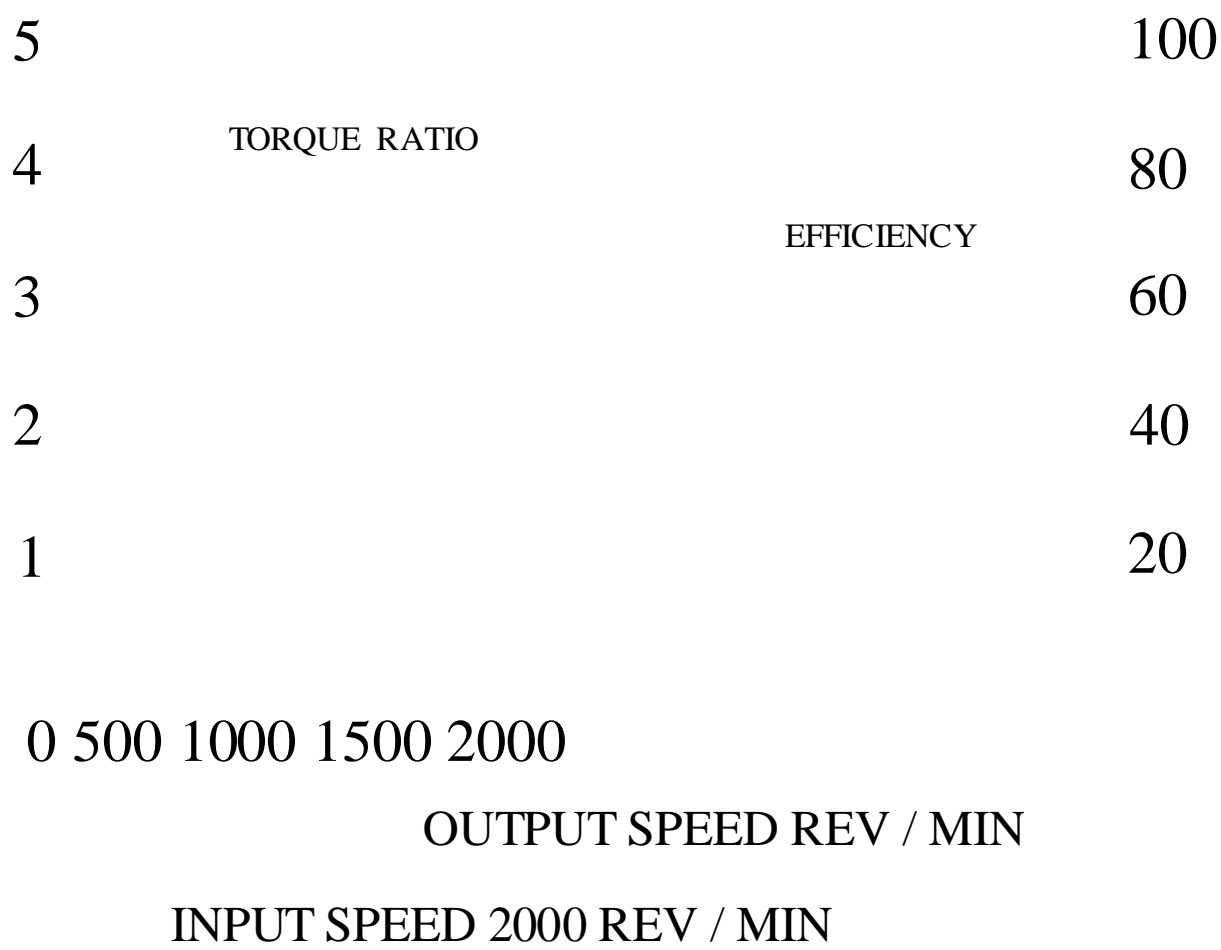 5 100
TORQUE RATIO
4 80
EFFICIENCY
3 60
2 40
1 20
0 500 1000 1500 2000
OUTPUT SPEED REV / MIN
INPUT SPEED 2000 REV / MIN